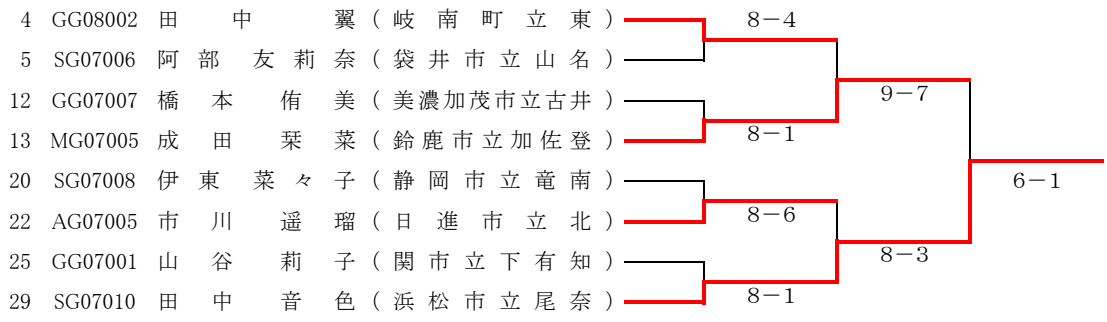 4 GG08002 田中 翼 (岐南町立東) 8-4
5 SG07006 阿部 友莉奈 (袋井市立山名)
12 GG07007 橋本 侑美 (美濃加茂市立古井) 9-7
13 MG07005 成田 栞菜 (鈴鹿市立加佐登) 8-1
20 SG07008 伊東 菜々子 (静岡市立竜南) 6-1
22 AG07005 市川 遥瑠 (日進市立北) 8-6
25 GG07001 山谷 莉子 (関市立下有知) 8-3
29 SG07010 田中 音色 (浜松市立尾奈) 8-1